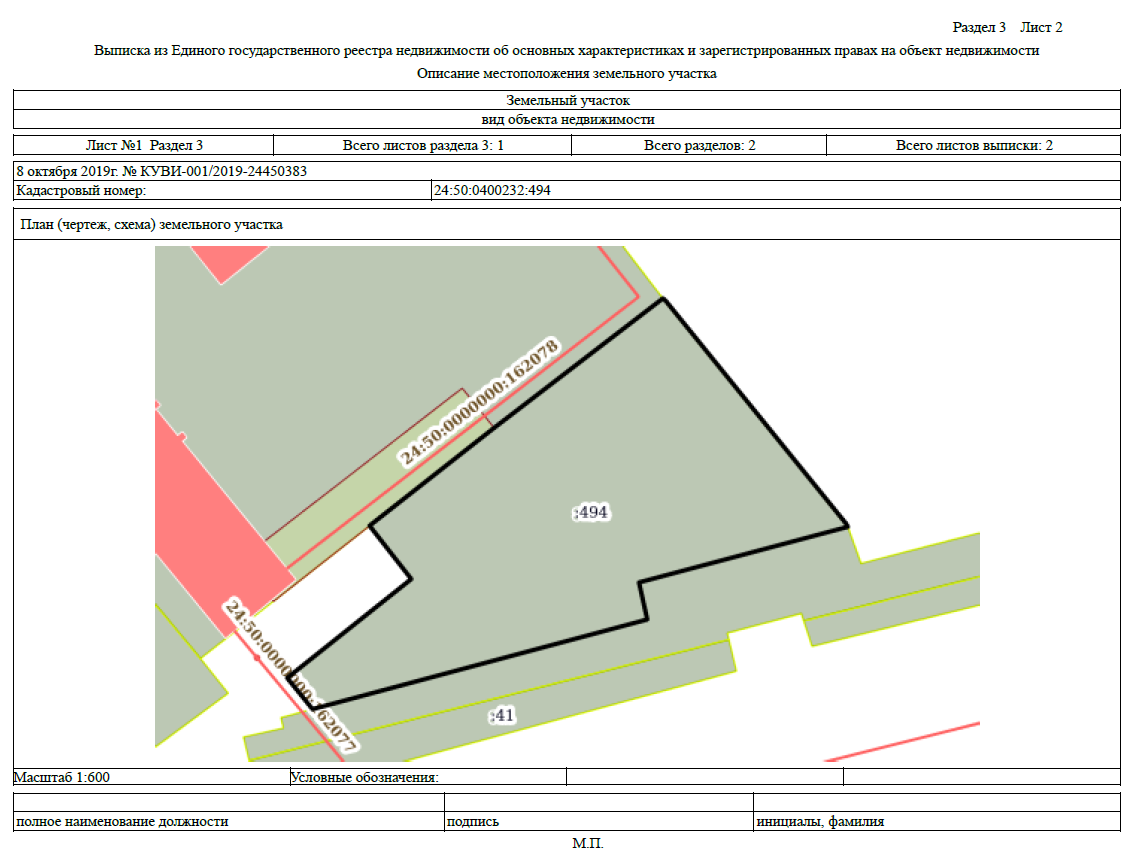 Раздел 3 Лист 2
Выписка из Единого государственного реестра недвижимости об основных характеристиках и зарегистрированных правах на объект недвижимости
Описание местоположения земельного участка
Земельный участок
вид объекта недвижимости
Лист №1 Раздел 3 Всего листов раздела 3: 1 Всего разделов: 2 Всего листов выписки: 2
8 октября 2019г. № КУВИ-001/2019-24450383
Кадастровый номер: 24:50:0400232:494
План (чертеж, схема) земельного участка
24:50:0000000:162078
:494
24:50:0000000:162077
:41
Масштаб 1:600 Условные обозначения:
полное наименование должности подпись инициалы, фамилия
М.П.